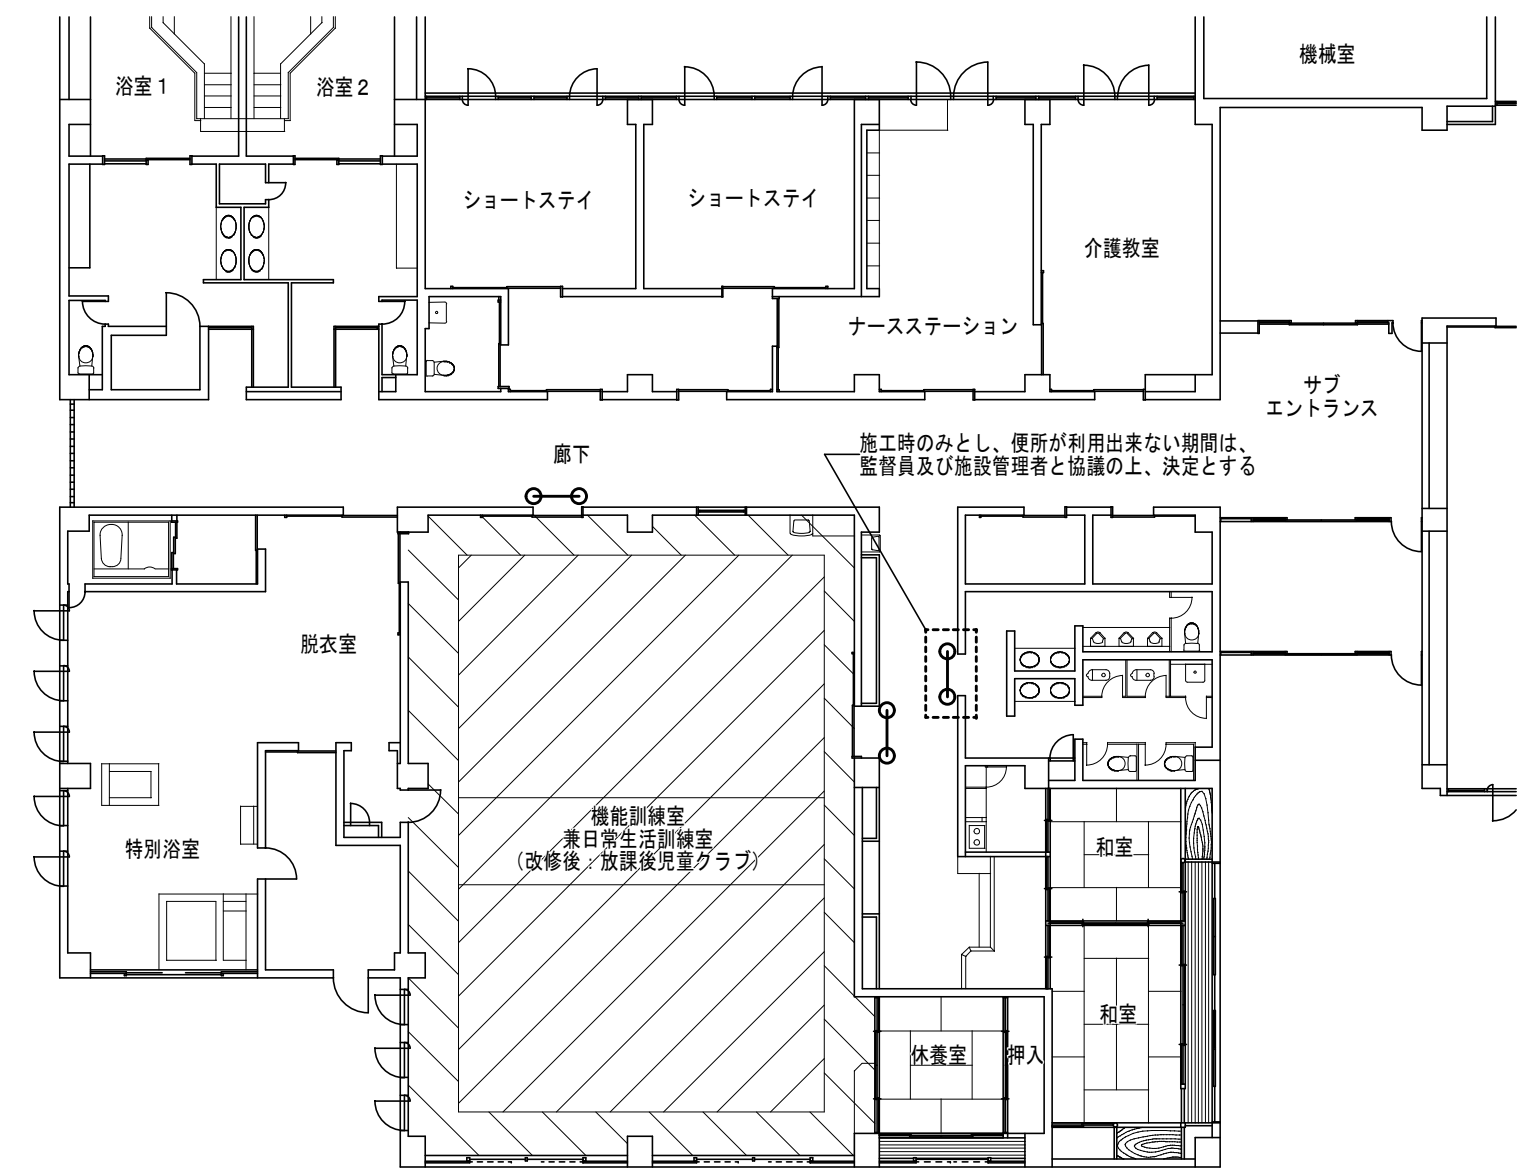 機械室
浴室１
浴室２
ショートステイ
ショートステイ
介護教室
ナースステーション
サブ
エントランス
廊下
施工時のみとし、便所が利用出来ない期間は、
監督員及び施設管理者と協議の上、決定とする
脱衣室
特別浴室
機能訓練室
兼日常生活訓練室
（改修後：放課後児童クラブ）
和室
和室
休養室
押入